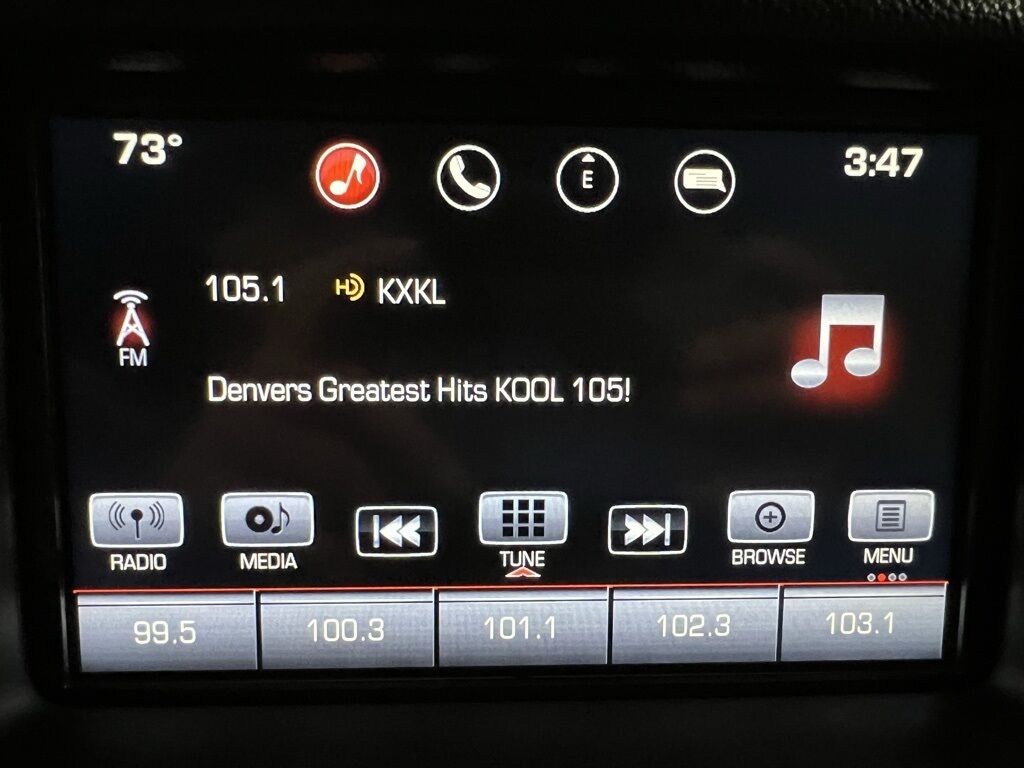 73°
E
3:47
105.1 HD KXKL
FM
Denvers Greatest Hits KOOL 105!
RADIO MEDIA TUNE BROWSE MENU
99.5 100.3 101.1 102.3 103.1